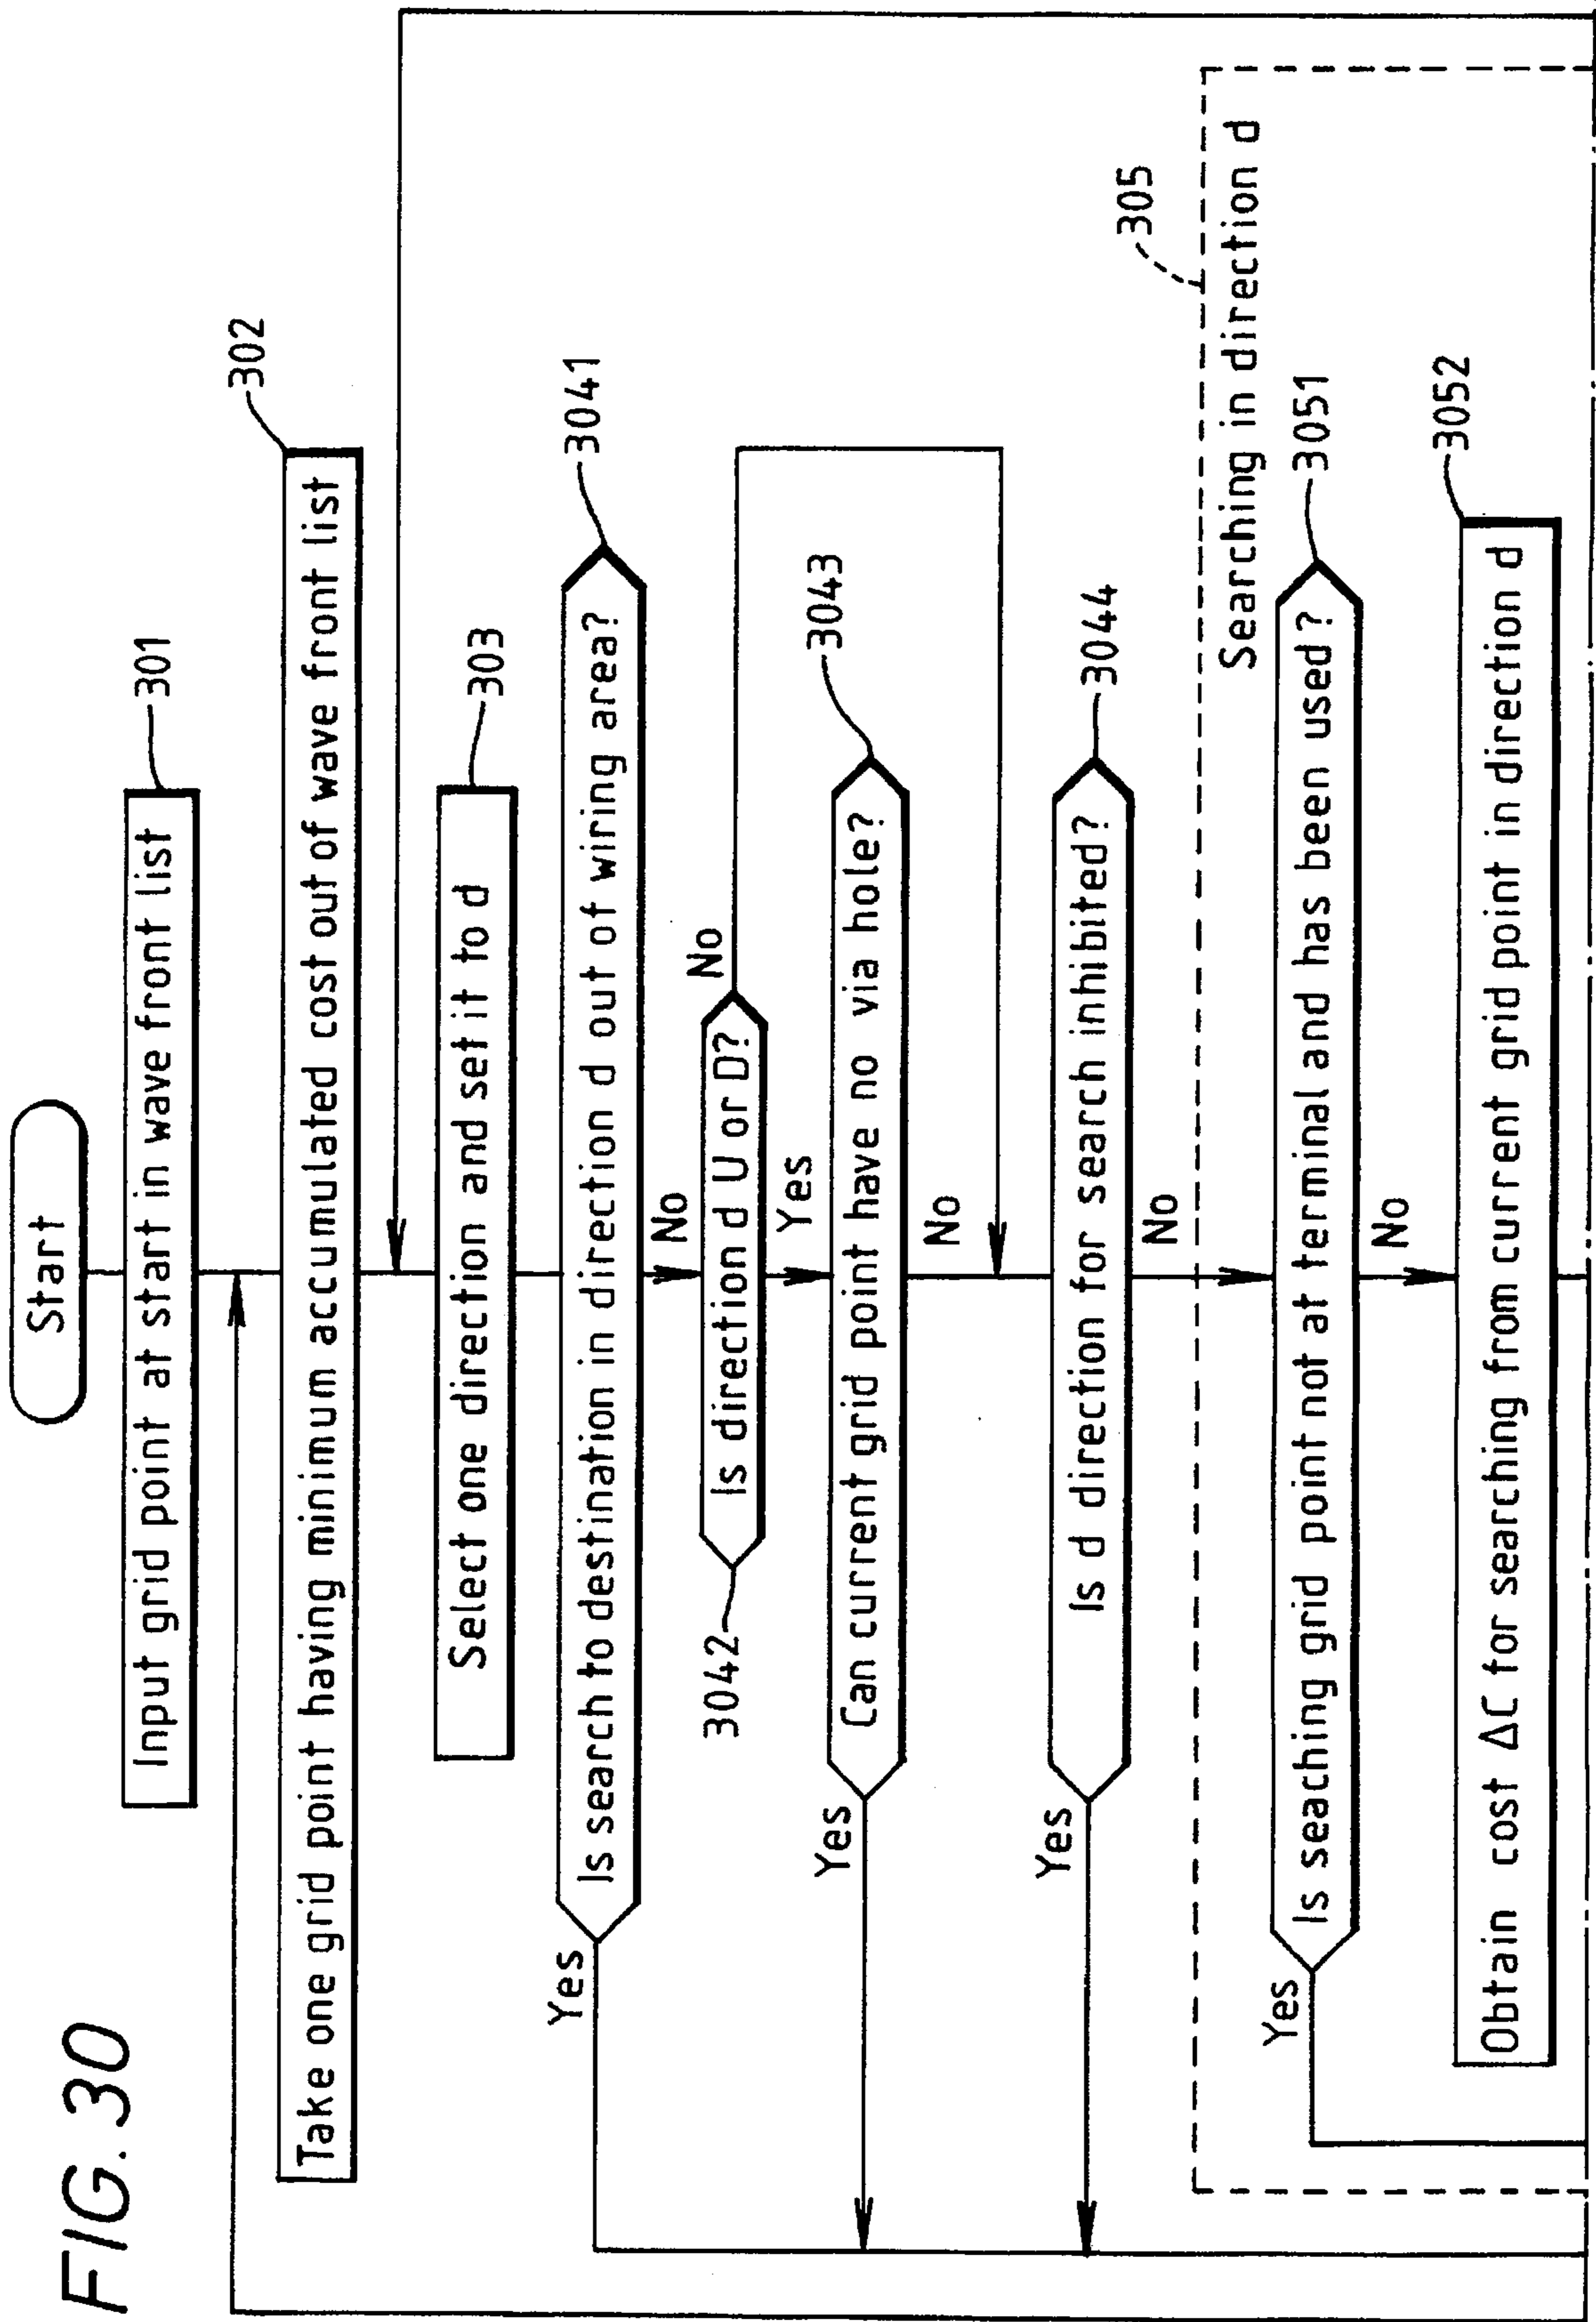 FIG. 30
Start
Input grid point at start in wave front list
301
Take one grid point having minimum accumulated cost out of wave front list
302
Select one direction and set it to d
303
Is search to destination in direction d out of wiring area?
3041
Yes
No
Is direction d U or D?
3042
No
Yes
Can current grid point have no via hole?
3043
Yes
No
Is d direction for search inhibited?
3044
Yes
No
305
Searching in direction d
Is seaching grid point not at terminal and has been used?
3051
Yes
No
Obtain cost ΔC for searching from current grid point in direction d
3052